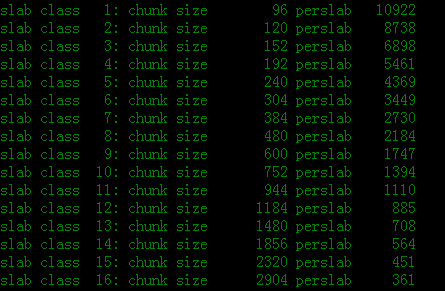 slab class   1: chunk size        96 perslab   10922
slab class   2: chunk size       120 perslab    8738
slab class   3: chunk size       152 perslab    6898
slab class   4: chunk size       192 perslab    5461
slab class   5: chunk size       240 perslab    4369
slab class   6: chunk size       304 perslab    3449
slab class   7: chunk size       384 perslab    2730
slab class   8: chunk size       480 perslab    2184
slab class   9: chunk size       600 perslab    1747
slab class  10: chunk size       752 perslab    1394
slab class  11: chunk size       944 perslab    1110
slab class  12: chunk size      1184 perslab     885
slab class  13: chunk size      1480 perslab     708
slab class  14: chunk size      1856 perslab     564
slab class  15: chunk size      2320 perslab     451
slab class  16: chunk size      2904 perslab     361